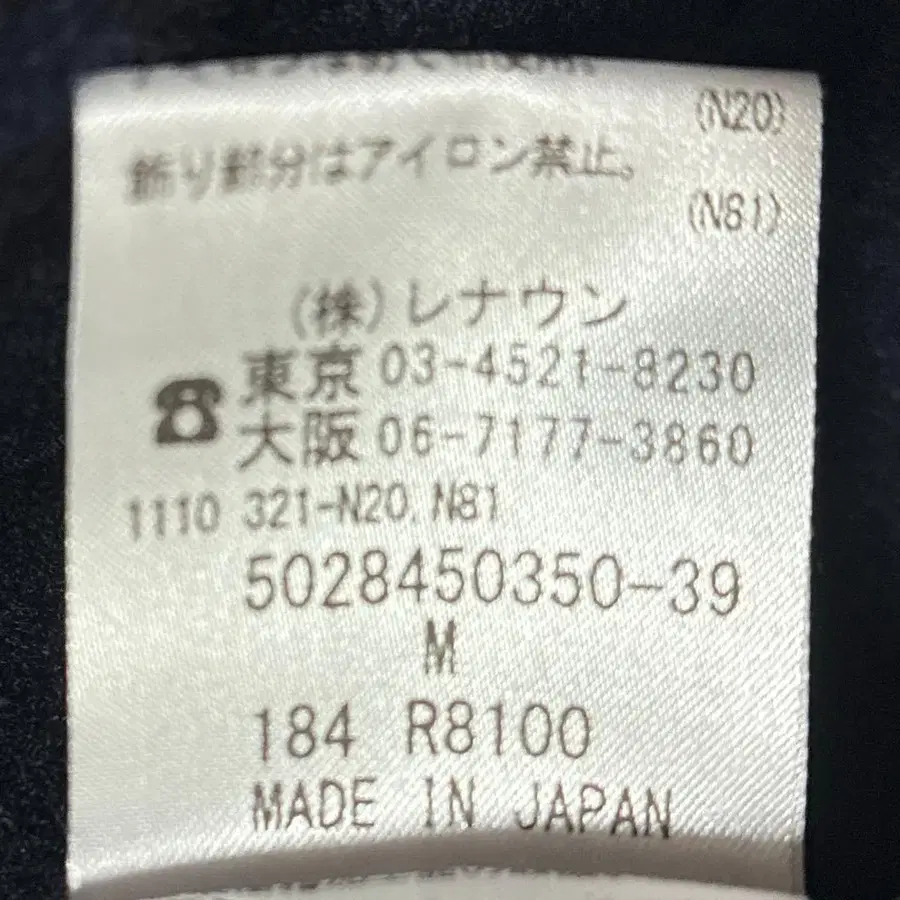 (N20)
飾り部分はアイロン禁止。
(N81)
(株)レナウン
☎東京 03-4521-8230
大阪 06-7177-3860
1110 321-N20, N81
5028450350-39
M
184 R8100
MADE IN JAPAN